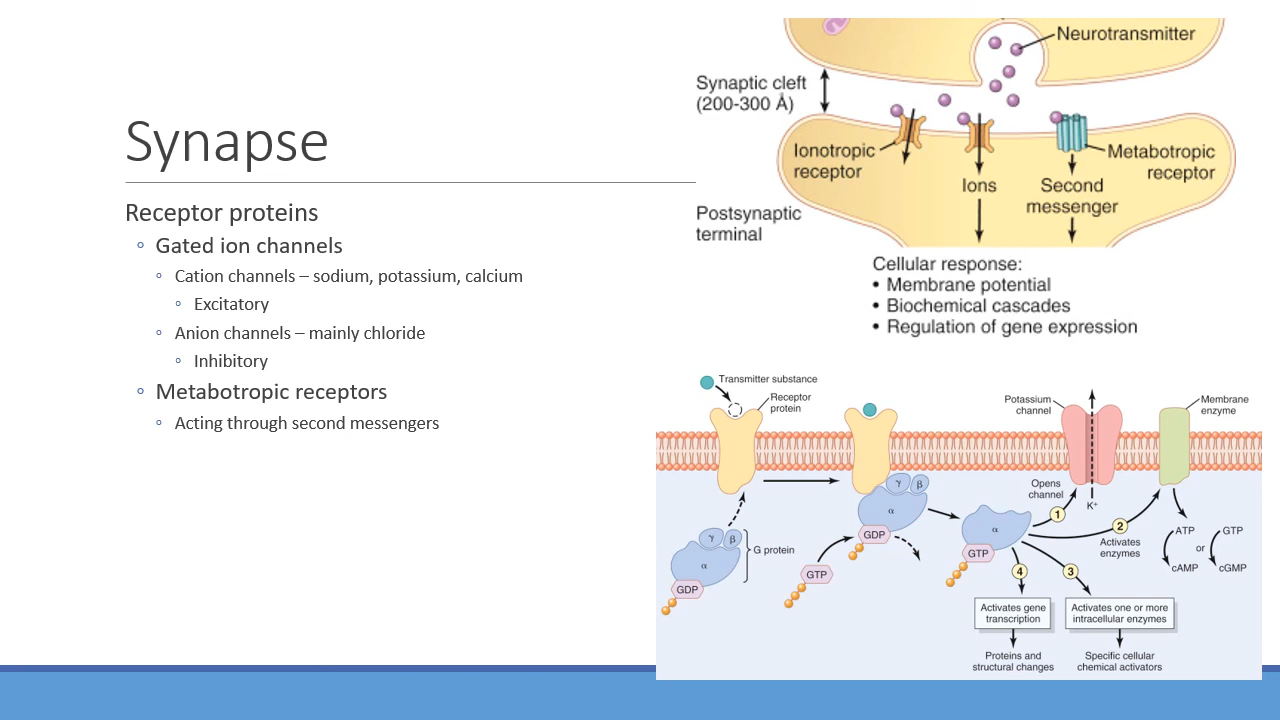 Synapse
Receptor proteins
◦ Gated ion channels
◦ Cation channels – sodium, potassium, calcium
◦ Excitatory
◦ Anion channels – mainly chloride
◦ Inhibitory
◦ Metabotropic receptors
◦ Acting through second messengers
Neurotransmitter
Synaptic cleft
(200-300 Å)
Ionotropic
receptor
Ions
Second
messenger
Metabotropic
receptor
Postsynaptic
terminal
Cellular response:
• Membrane potential
• Biochemical cascades
• Regulation of gene expression
Transmitter substance
Receptor
protein
Potassium
channel
Membrane
enzyme
γ
β
α
GDP
G protein
GTP
γ
β
α
GDP
α
GTP
Opens
channel
1
K⁺
2
Activates
enzymes
ATP
or
GTP
cAMP
cGMP
4
3
Activates gene
transcription
Activates one or more
intracellular enzymes
Proteins and
structural changes
Specific cellular
chemical activators